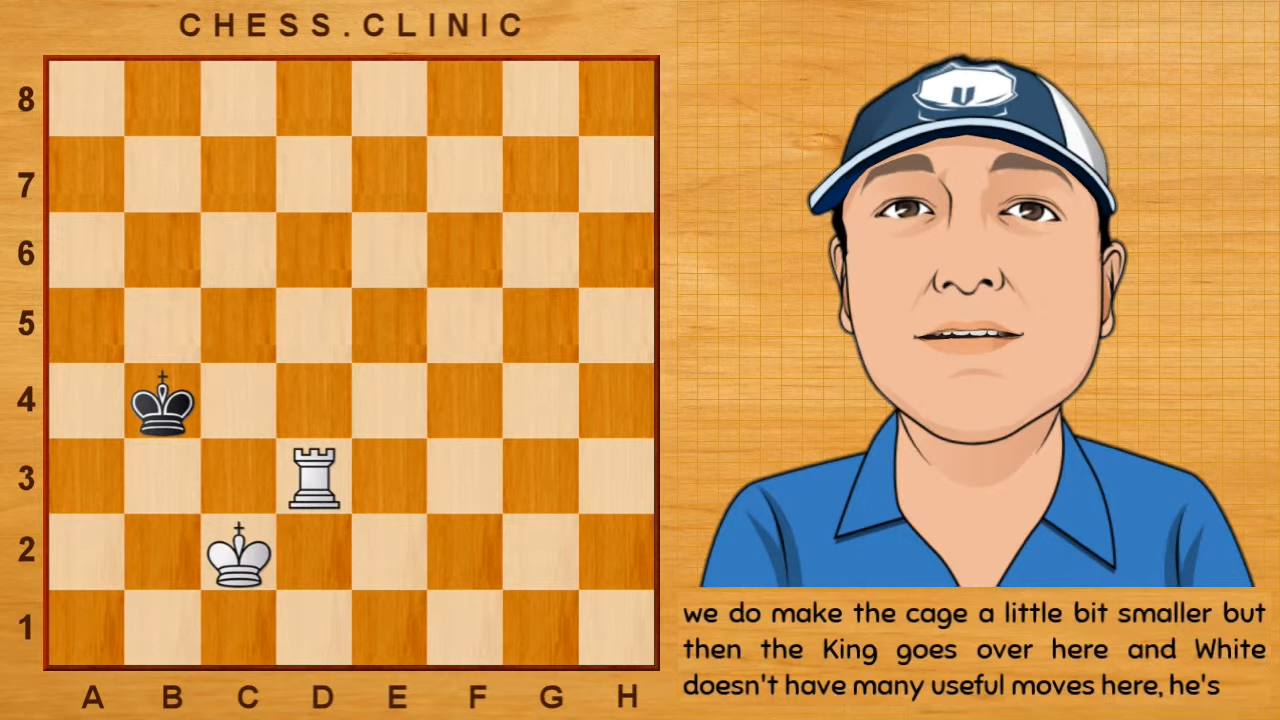 CHESS.CLINIC
8
7
6
5
4
3
2
1
A B C D E F G H
U
we do make the cage a little bit smaller but
then the King goes over here and White
doesn't have many useful moves here, he's